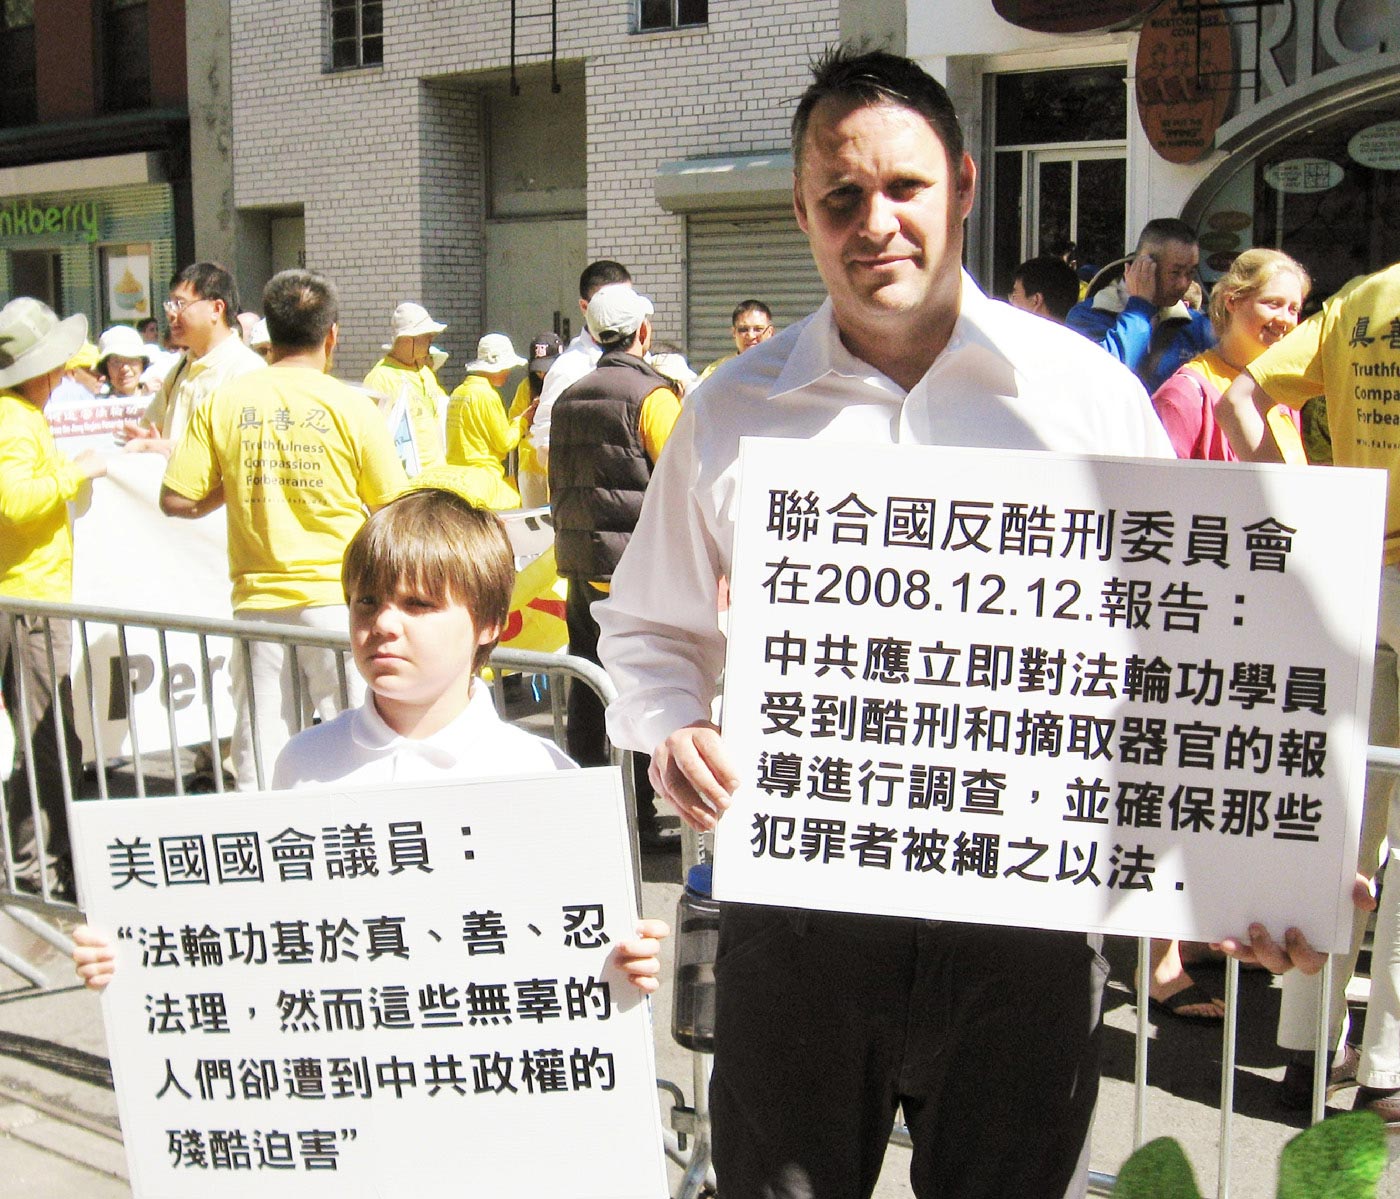 聯合國反酷刑委員會
在2008.12.12.報告：
中共應立即對法輪功學員
受到酷刑和摘取器官的報
導進行調查，並確保那些
犯罪者被繩之以法.
美國國會議員：
“法輪功基於真、善、忍
法理，然而這些無辜的
人們卻遭到中共政權的
殘酷迫害”
眞善忍
Truthfulness
Compassion
Forbearance
眞善
Truthfu
Compa
Forbea
nkberry
Per
RIC